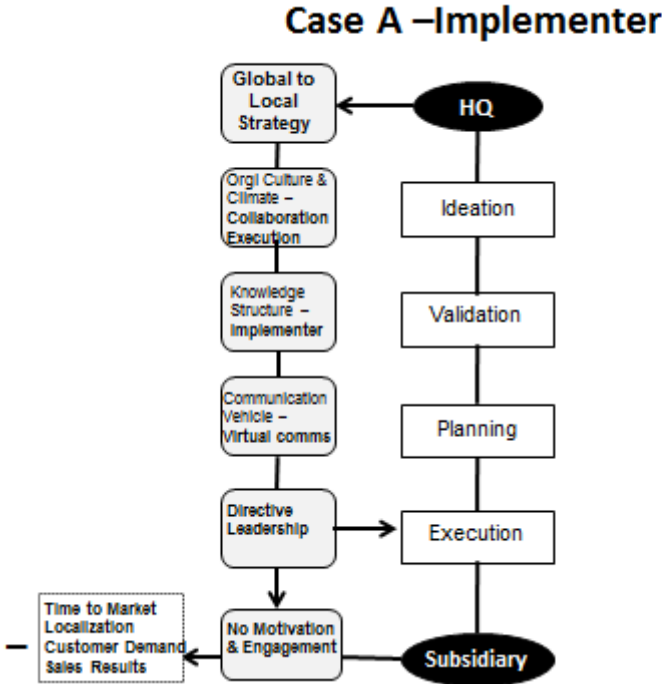 Case A –Implementer
Global to
Local
Strategy
HQ
Orgl Culture &
Climate –
Collaboration
Execution
Ideation
Knowledge
Structure –
Implementer
Validation
Communication
Vehicle –
Virtual comms
Planning
Directive
Leadership
Execution
Time to Market
Localization
Customer Demand
Sales Results
–
No Motivation
& Engagement
Subsidiary